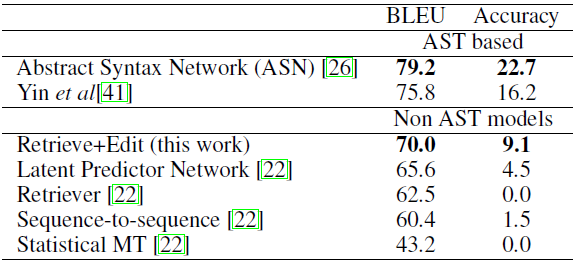 BLEU Accuracy
AST based
Abstract Syntax Network (ASN) [26] 79.2 22.7
Yin et al[41] 75.8 16.2
Non AST models
Retrieve+Edit (this work) 70.0 9.1
Latent Predictor Network [22] 65.6 4.5
Retriever [22] 62.5 0.0
Sequence-to-sequence [22] 60.4 1.5
Statistical MT [22] 43.2 0.0